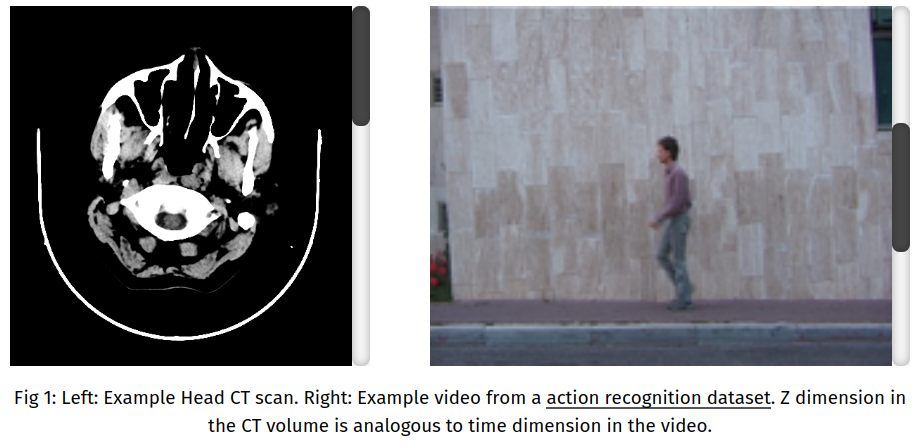 Fig 1: Left: Example Head CT scan. Right: Example video from a action recognition dataset. Z dimension in
the CT volume is analogous to time dimension in the video.